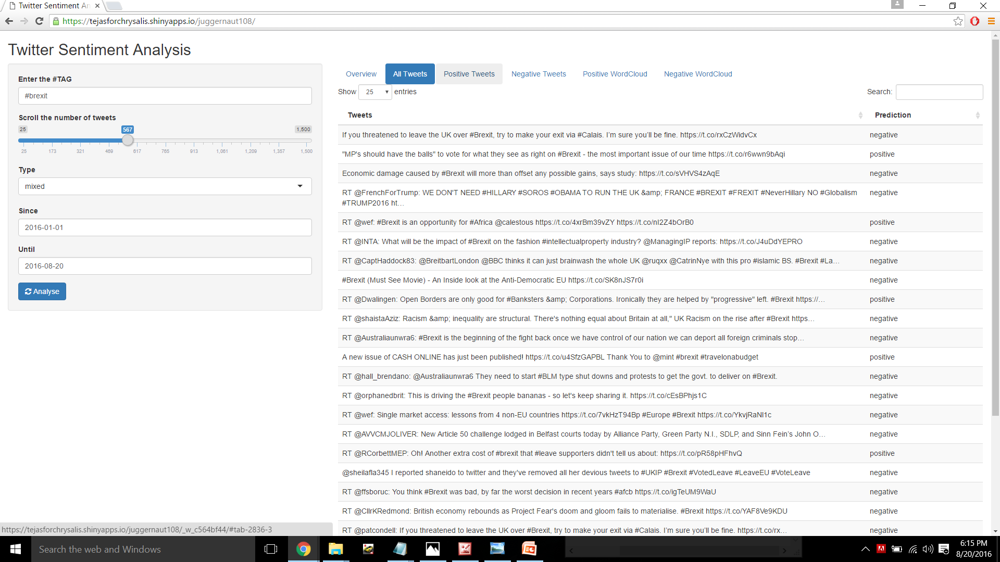 Twitter Sentiment An
https://tejasforchrysalis.shinyapps.io/juggernaut108/
Twitter Sentiment Analysis
Enter the #TAG
#brexit
Scroll the number of tweets
25 567 1,500
25 173 321 469 617 765 913 1,061 1,209 1,357 1,500
Type
mixed
Since
2016-01-01
Until
2016-08-20
Analyse
Overview All Tweets Positive Tweets Negative Tweets Positive WordCloud Negative WordCloud
Show 25 entries Search:
Tweets Prediction
If you threatened to leave the UK over #Brexit, try to make your exit via #Calais. I’m sure you’ll be fine. https://t.co/rxCzWidvCx negative
"MP's should have the balls" to vote for what they see as right on #Brexit - the most important issue of our time https://t.co/r6wwn9bAqi positive
Economic damage caused by #Brexit will more than offset any possible gains, says study: https://t.co/sVHVS4zAqE negative
RT @FrenchForTrump: WE DON'T NEED #HILLARY #SOROS #OBAMA TO RUN THE UK &amp; FRANCE #BREXIT #FREXIT #NeverHillary NO #Globalism negative
#TRUMP2016 ht…
RT @wef: #Brexit is an opportunity for #Africa @calestous https://t.co/4xrBm39vZY https://t.co/nI2Z4bOrB0 positive
RT @INTA: What will be the impact of #Brexit on the fashion #intellectualproperty industry? @ManagingIP reports: https://t.co/J4uDdYEPRO negative
RT @CaptHaddock83: @BreitbartLondon @BBC thinks it can just brainwash the whole UK @ruqxx @CatrinNye with this pro #islamic BS. #Brexit #La… negative
#Brexit (Must See Movie) - An Inside look at the Anti-Democratic EU https://t.co/SK8nJS7r0i negative
RT @Dwalingen: Open Borders are only good for #Banksters &amp; Corporations. Ironically they are helped by "progressive" left. #Brexit https://… positive
RT @shaistaAziz: Racism &amp; inequality are structural. There's nothing equal about Britain at all," UK Racism on the rise after #Brexit https… negative
RT @Australiaunwra6: #Brexit is the beginning of the fight back once we have control of our nation we can deport all foreign criminals stop… negative
A new issue of CASH ONLINE has just been published! https://t.co/u4SfzGAPBL Thank You to @mint #brexit #travelonabudget positive
RT @hall_brendano: @Australiaunwra6 They need to start #BLM type shut downs and protests to get the govt. to deliver on #Brexit. negative
RT @orphanedbrit: This is driving the #Brexit people bananas - so let's keep sharing it. https://t.co/cEsBPhjs1C negative
RT @wef: Single market access: lessons from 4 non-EU countries https://t.co/7vkHzT94Bp #Europe #Brexit https://t.co/YkvjRaNl1c negative
RT @AVVCMJOLIVER: New Article 50 challenge lodged in Belfast courts today by Alliance Party, Green Party N.I., SDLP, and Sinn Fein’s John O… negative
RT @RCorbettMEP: Oh! Another extra cost of #brexit that #leave supporters didn't tell us about: https://t.co/pR58pHFhvQ positive
@sheilafla345 I reported shaneido to twitter and they've removed all her devious tweets to #UKIP #Brexit #VotedLeave #LeaveEU #VoteLeave negative
RT @ffsboruc: You think #Brexit was bad, by far the worst decision in recent years #afcb https://t.co/igTeUM9WaU negative
RT @CllrKRedmond: British economy rebounds as Project Fear's doom and gloom fails to materialise. #Brexit https://t.co/YAF8Ve9KDU negative
RT @patcondell: If you threatened to leave the UK over #Brexit, try to make your exit via #Calais. I’m sure you’ll be fine. https://t.co/rx… negative
https://tejasforchrysalis.shinyapps.io/juggernaut108/_w_c564bf44/#tab-2836-3
Search the web and Windows
6:15 PM
8/20/2016